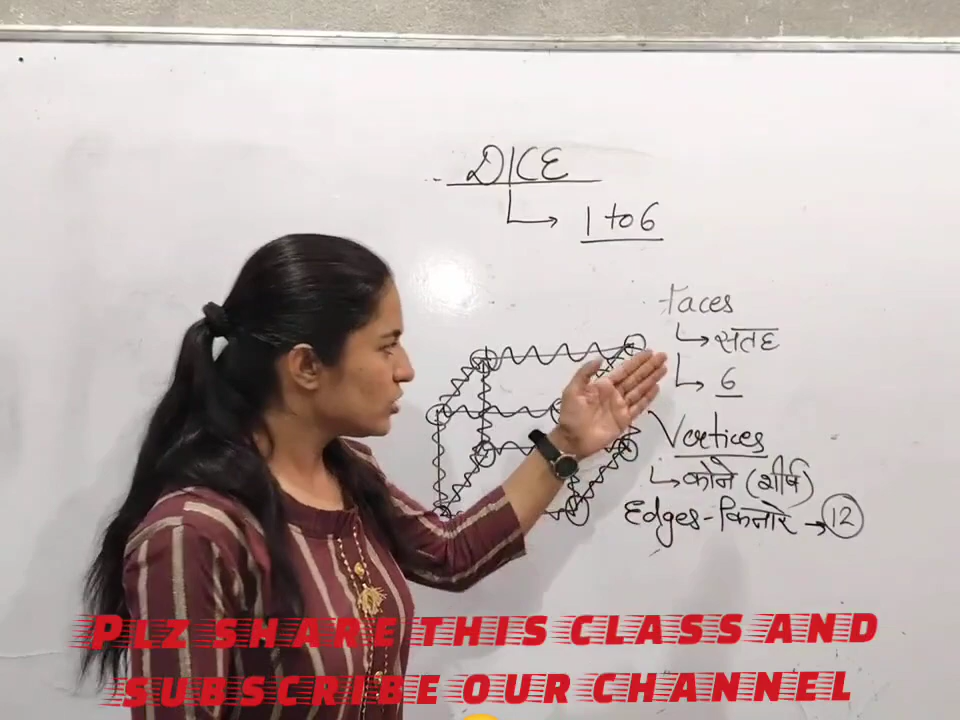 DICE
1 to 6
Faces
सतह
6
Vertices
कोने (शीर्ष)
Edges - किनारे → 12
PLZ SHARE THIS CLASS AND
SUBSCRIBE OUR CHANNEL